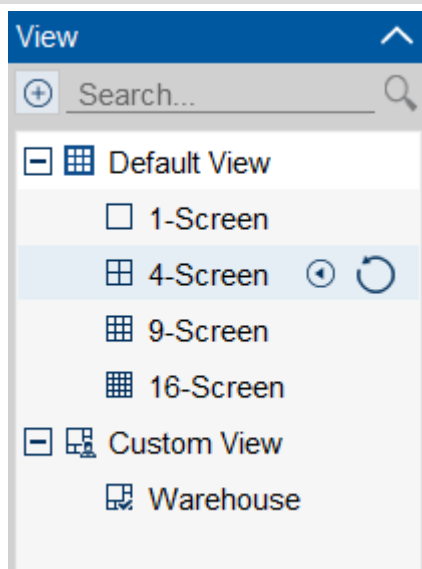 View
Search...
Default View
1-Screen
4-Screen
9-Screen
16-Screen
Custom View
Warehouse